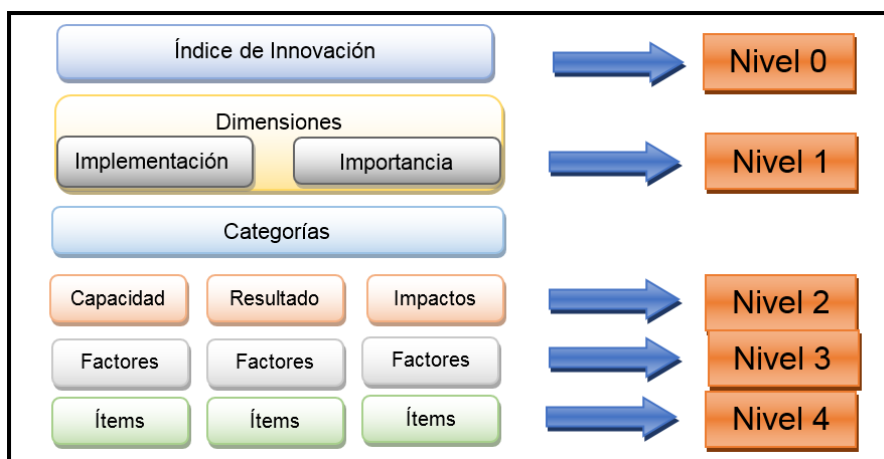 Índice de Innovación
Nivel 0
Dimensiones
Implementación
Importancia
Nivel 1
Categorías
Capacidad
Resultado
Impactos
Nivel 2
Factores
Factores
Factores
Nivel 3
Ítems
Ítems
Ítems
Nivel 4